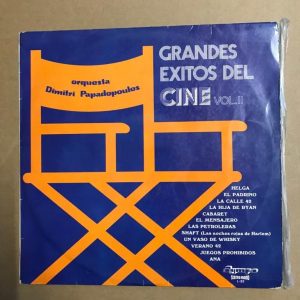 orquesta
Dimitri Papadopoulos
GRANDES
EXITOS DEL
CINE VOL.II
HELGA
EL PADRINO
LA CALLE 42
LA HIJA DE RYAN
CABARET
EL MENSAJERO
LAS PETROLERAS
SHAFT (Las noches rojas de Harlem)
UN VASO DE WHISKY
VERANO 42
JUEGOS PROHIBIDOS
ANA
STEREO